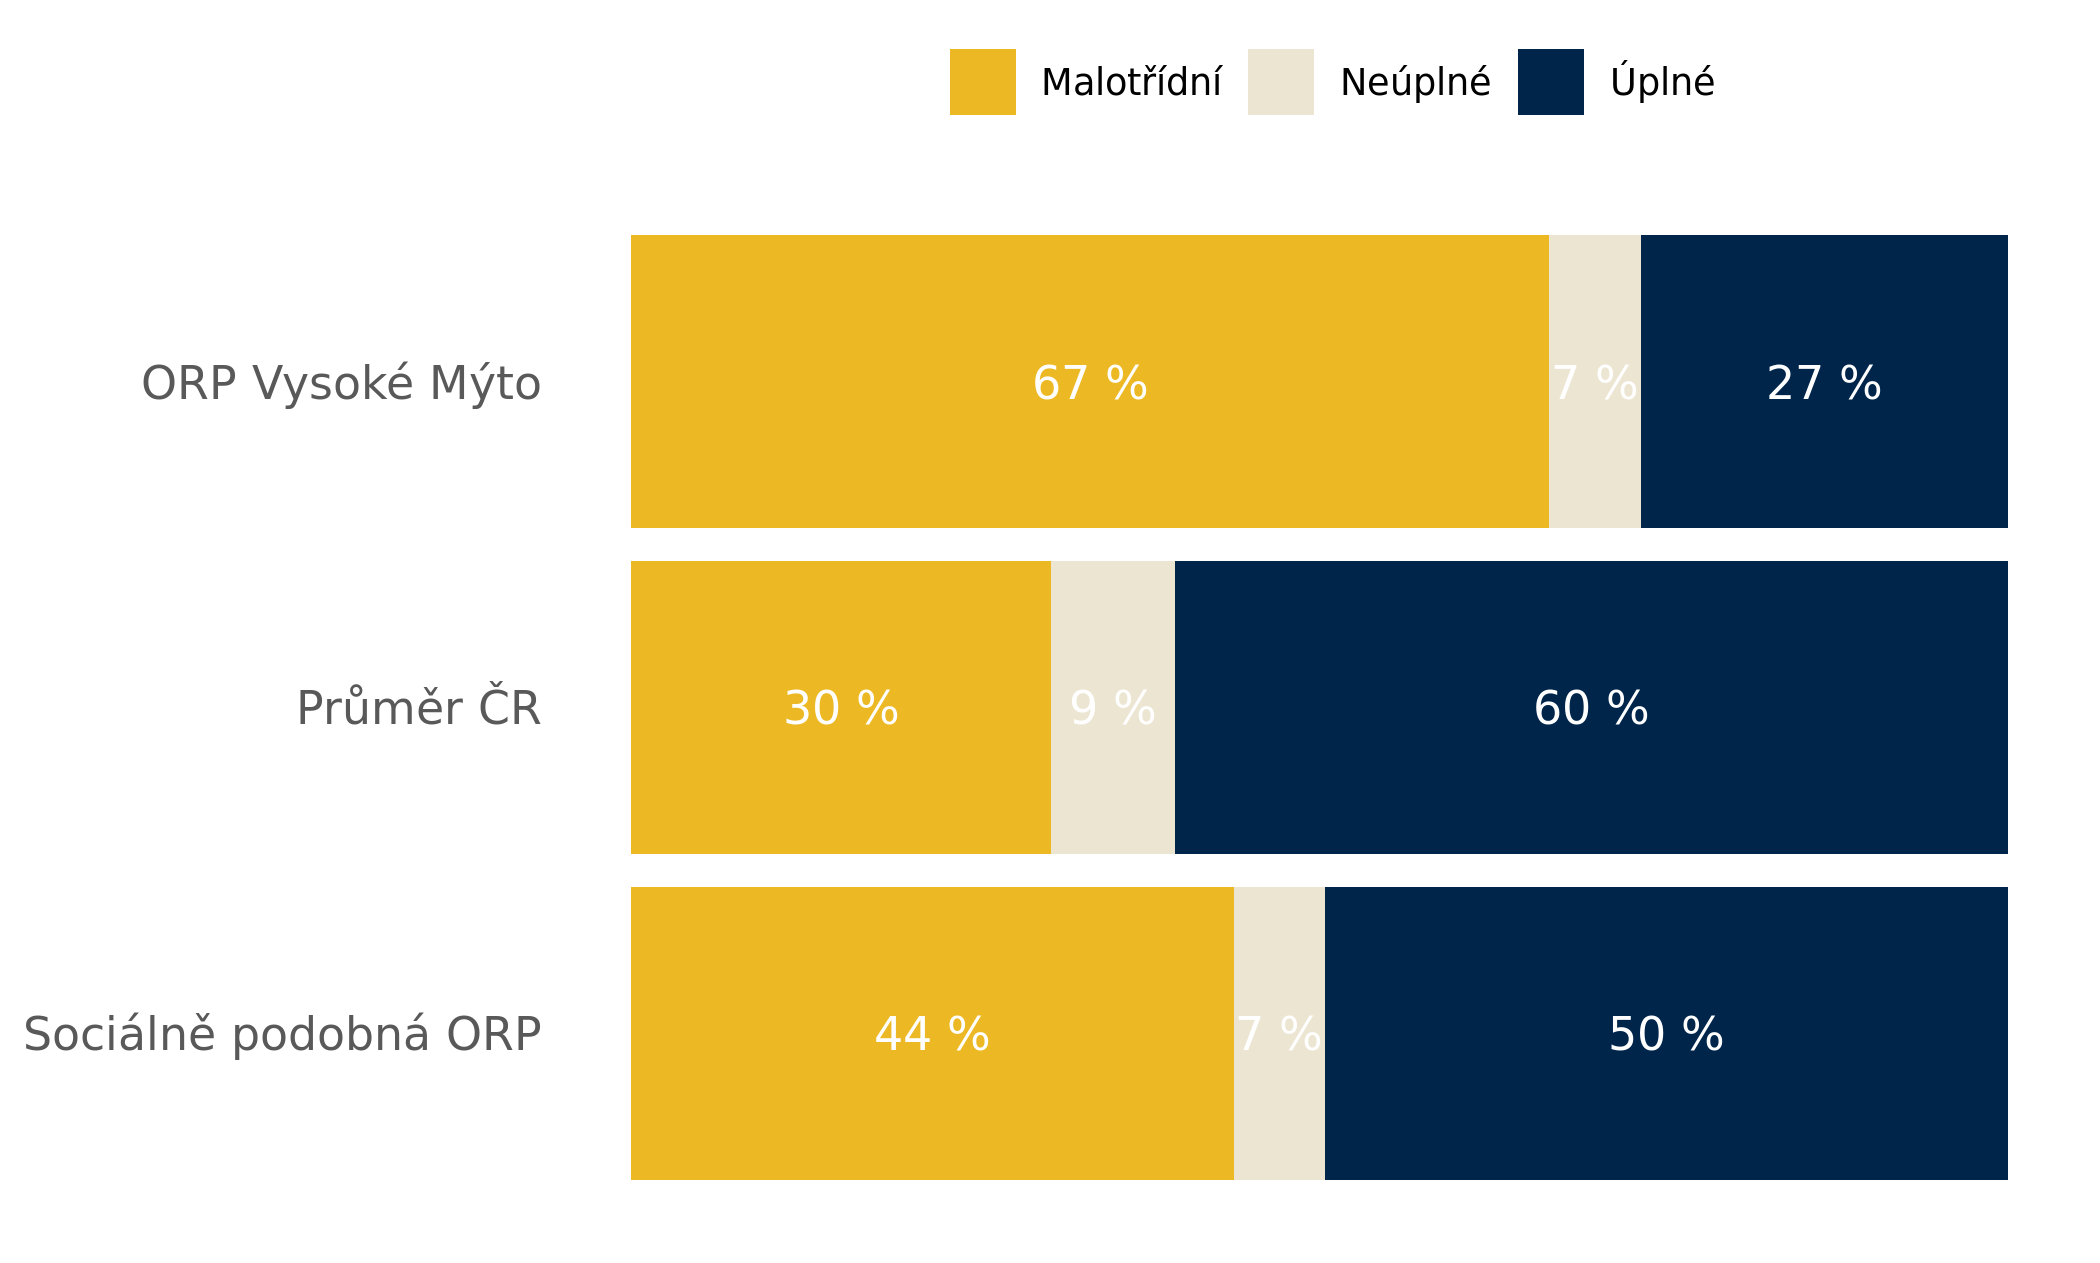 Malotřídní Neúplné Úplné
ORP Vysoké Mýto 67 % 7 % 27 %
Průměr ČR 30 % 9 % 60 %
Sociálně podobná ORP 44 % 7 % 50 %